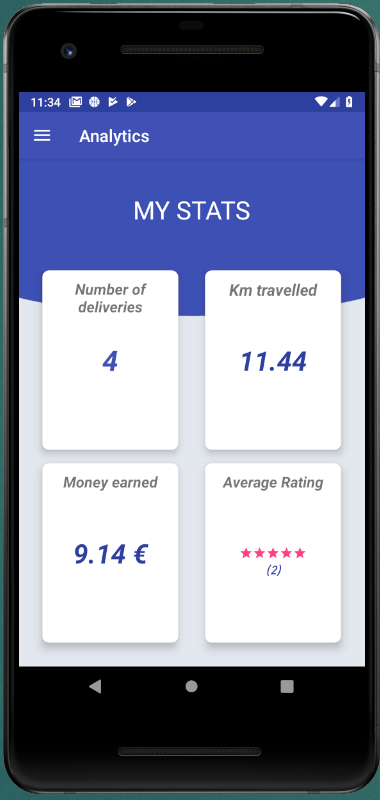 11:34
Analytics
MY STATS
Number of
deliveries
4
Km travelled
11.44
Money earned
9.14 €
Average Rating
(2)